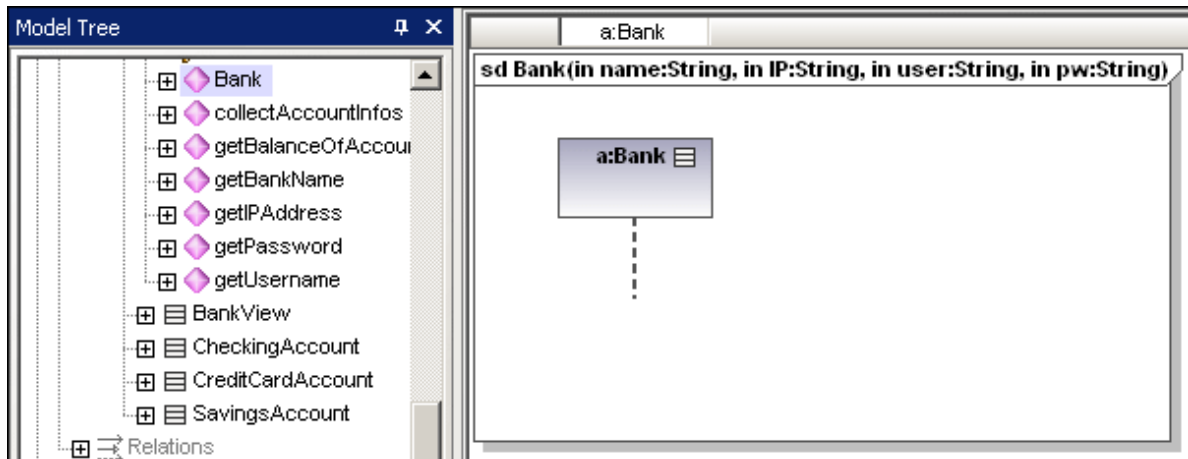 Model Tree
Bank
collectAccountInfos
getBalanceOfAccou
getBankName
getIPAddress
getPassword
getUsername
BankView
CheckingAccount
CreditCardAccount
SavingsAccount
Relations
a:Bank
sd Bank(in name:String, in IP:String, in user:String, in pw:String)
a:Bank